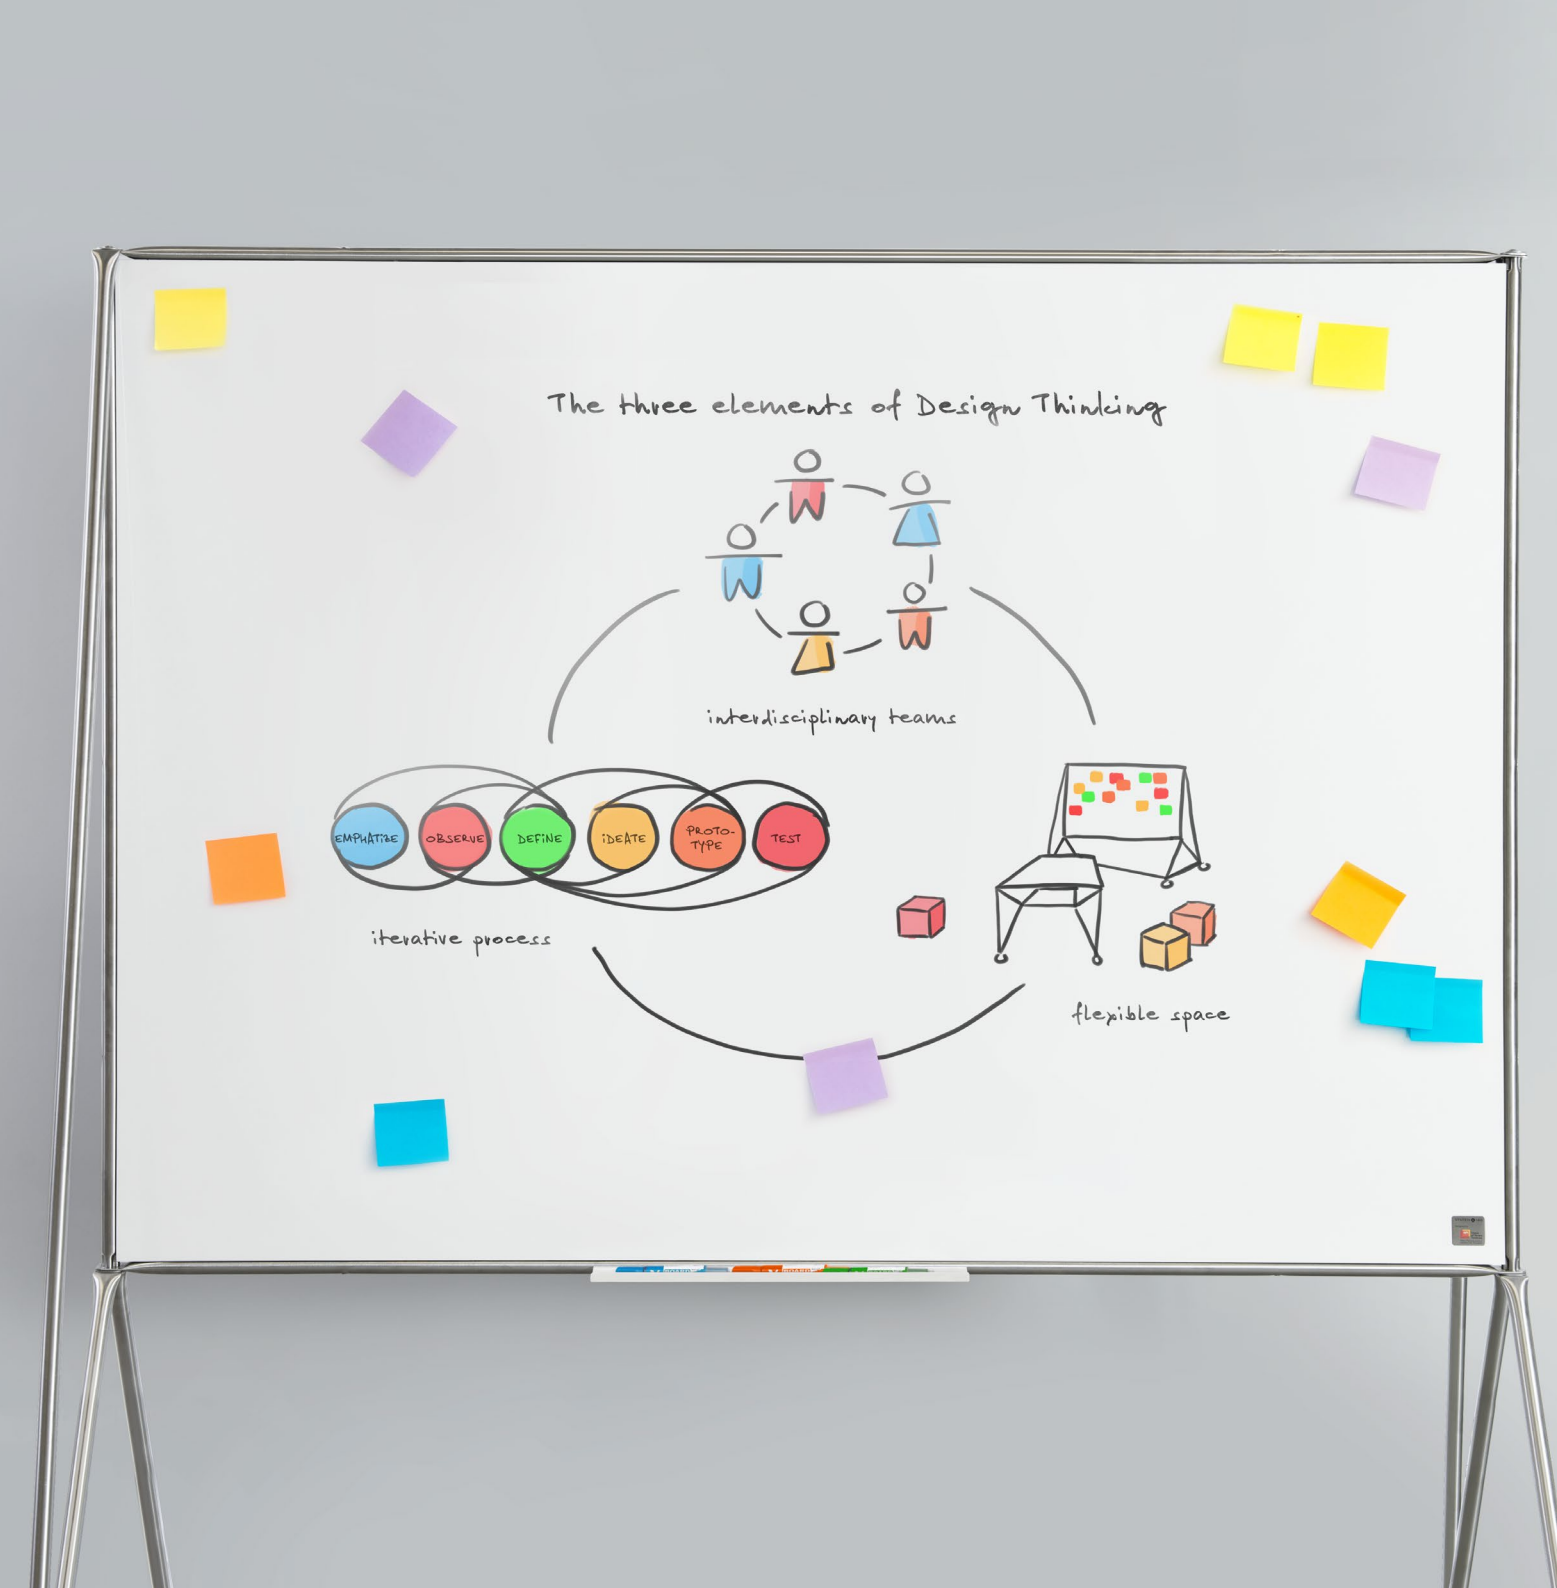 The three elements of Design Thinking
interdisciplinary teams
EMPHATIZE
OBSERVE
DEFINE
iDEATE
PROTO-
TYPE
TEST
iterative process
flexible space